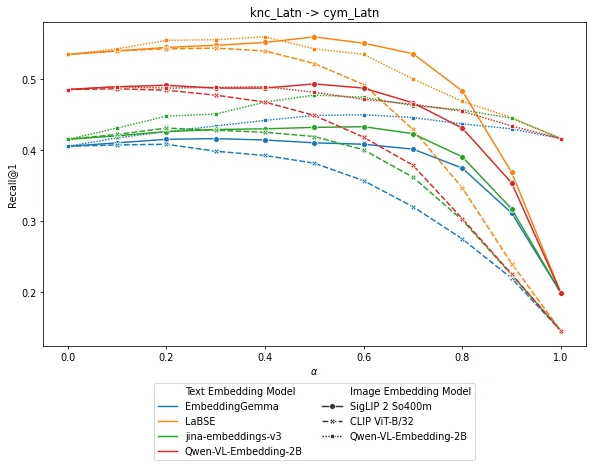 knc_Latn -> cym_Latn
Recall@1
0.5
0.4
0.3
0.2
0.0 0.2 0.4 0.6 0.8 1.0
α
Text Embedding Model Image Embedding Model
EmbeddingGemma SigLIP 2 So400m
LaBSE CLIP ViT-B/32
jina-embeddings-v3 Qwen-VL-Embedding-2B
Qwen-VL-Embedding-2B